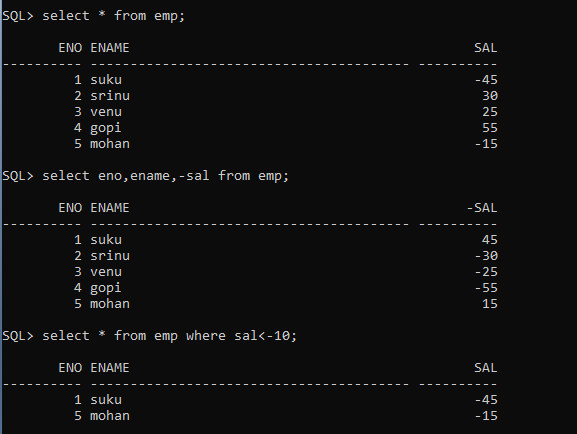 SQL> select * from emp;
ENO ENAME SAL
---------- ---------------------------------------- ----------
1 suku -45
2 srinu 30
3 venu 25
4 gopi 55
5 mohan -15
SQL> select eno,ename,-sal from emp;
ENO ENAME -SAL
---------- ---------------------------------------- ----------
1 suku 45
2 srinu -30
3 venu -25
4 gopi -55
5 mohan 15
SQL> select * from emp where sal<-10;
ENO ENAME SAL
---------- ---------------------------------------- ----------
1 suku -45
5 mohan -15